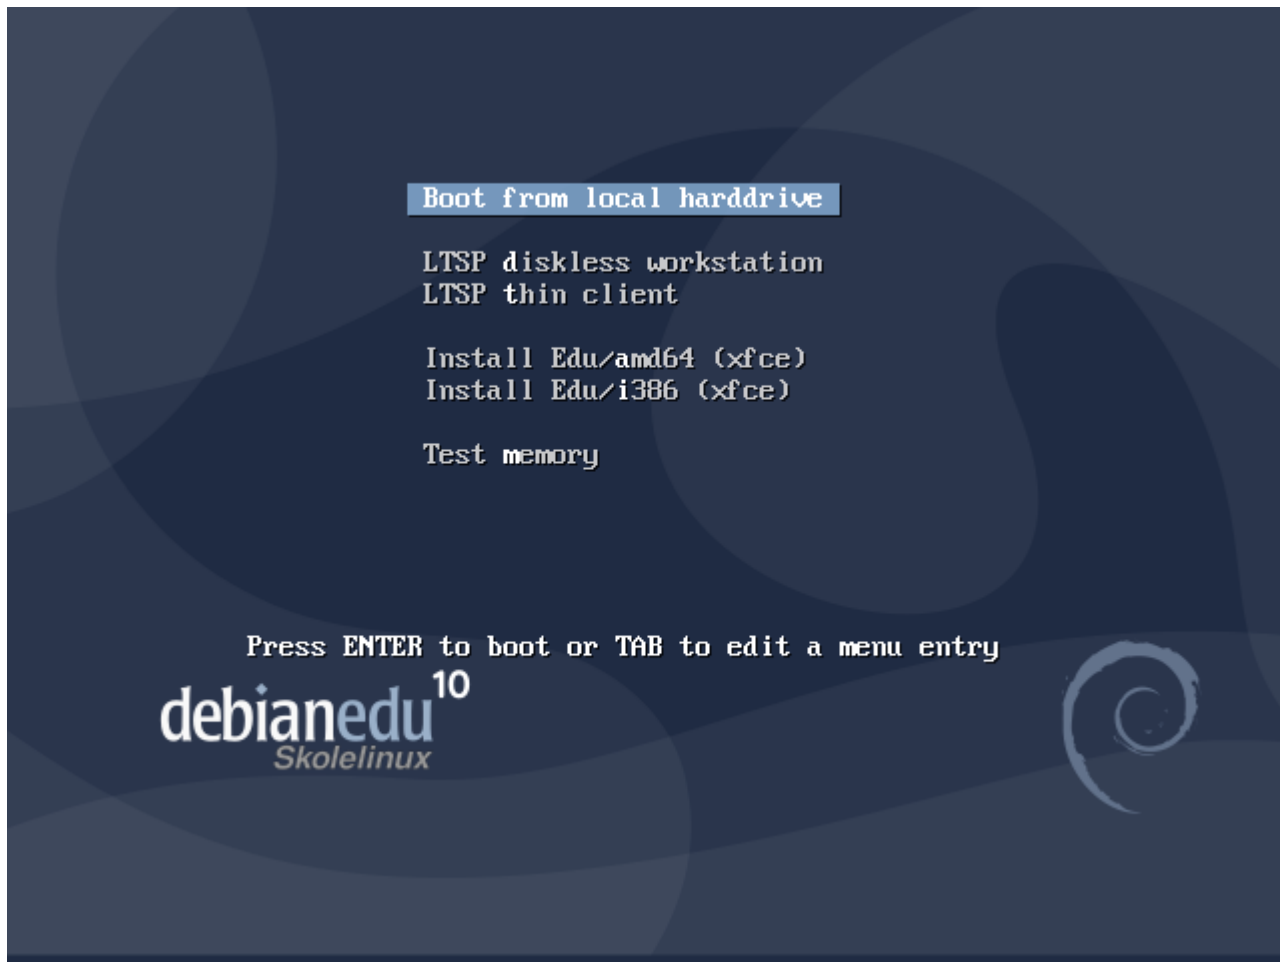 Boot from local harddrive
LTSP diskless workstation
LTSP thin client
Install Edu/amd64 (xfce)
Install Edu/i386 (xfce)
Test memory
Press ENTER to boot or TAB to edit a menu entry
debianedu 10
Skolelinux